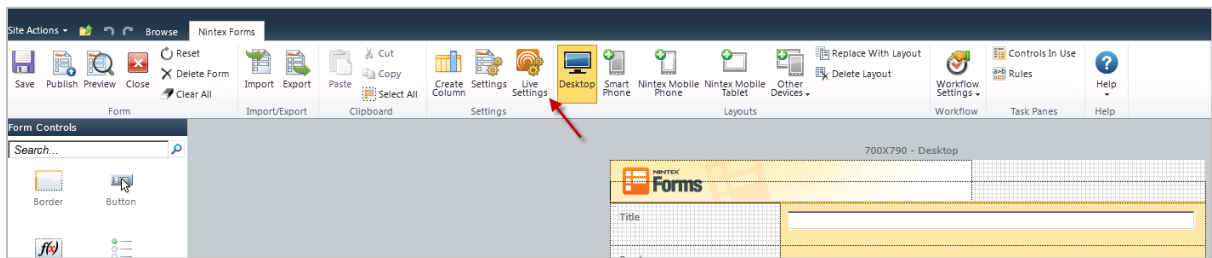 Site Actions Browse Nintex Forms
Save Publish Preview Close Reset Delete Form Clear All
Import Export
Paste Cut Copy Select All
Create Column Settings Live Settings
Desktop Smart Phone Nintex Mobile Phone Nintex Mobile Tablet Other Devices Replace With Layout Delete Layout
Workflow Settings
Controls In Use Rules
Help
Form Import/Export Clipboard Settings Layouts Workflow Task Panes Help
Form Controls
Search...
700X790 - Desktop
Border Button
f(x)
NINTEX
Forms
Title